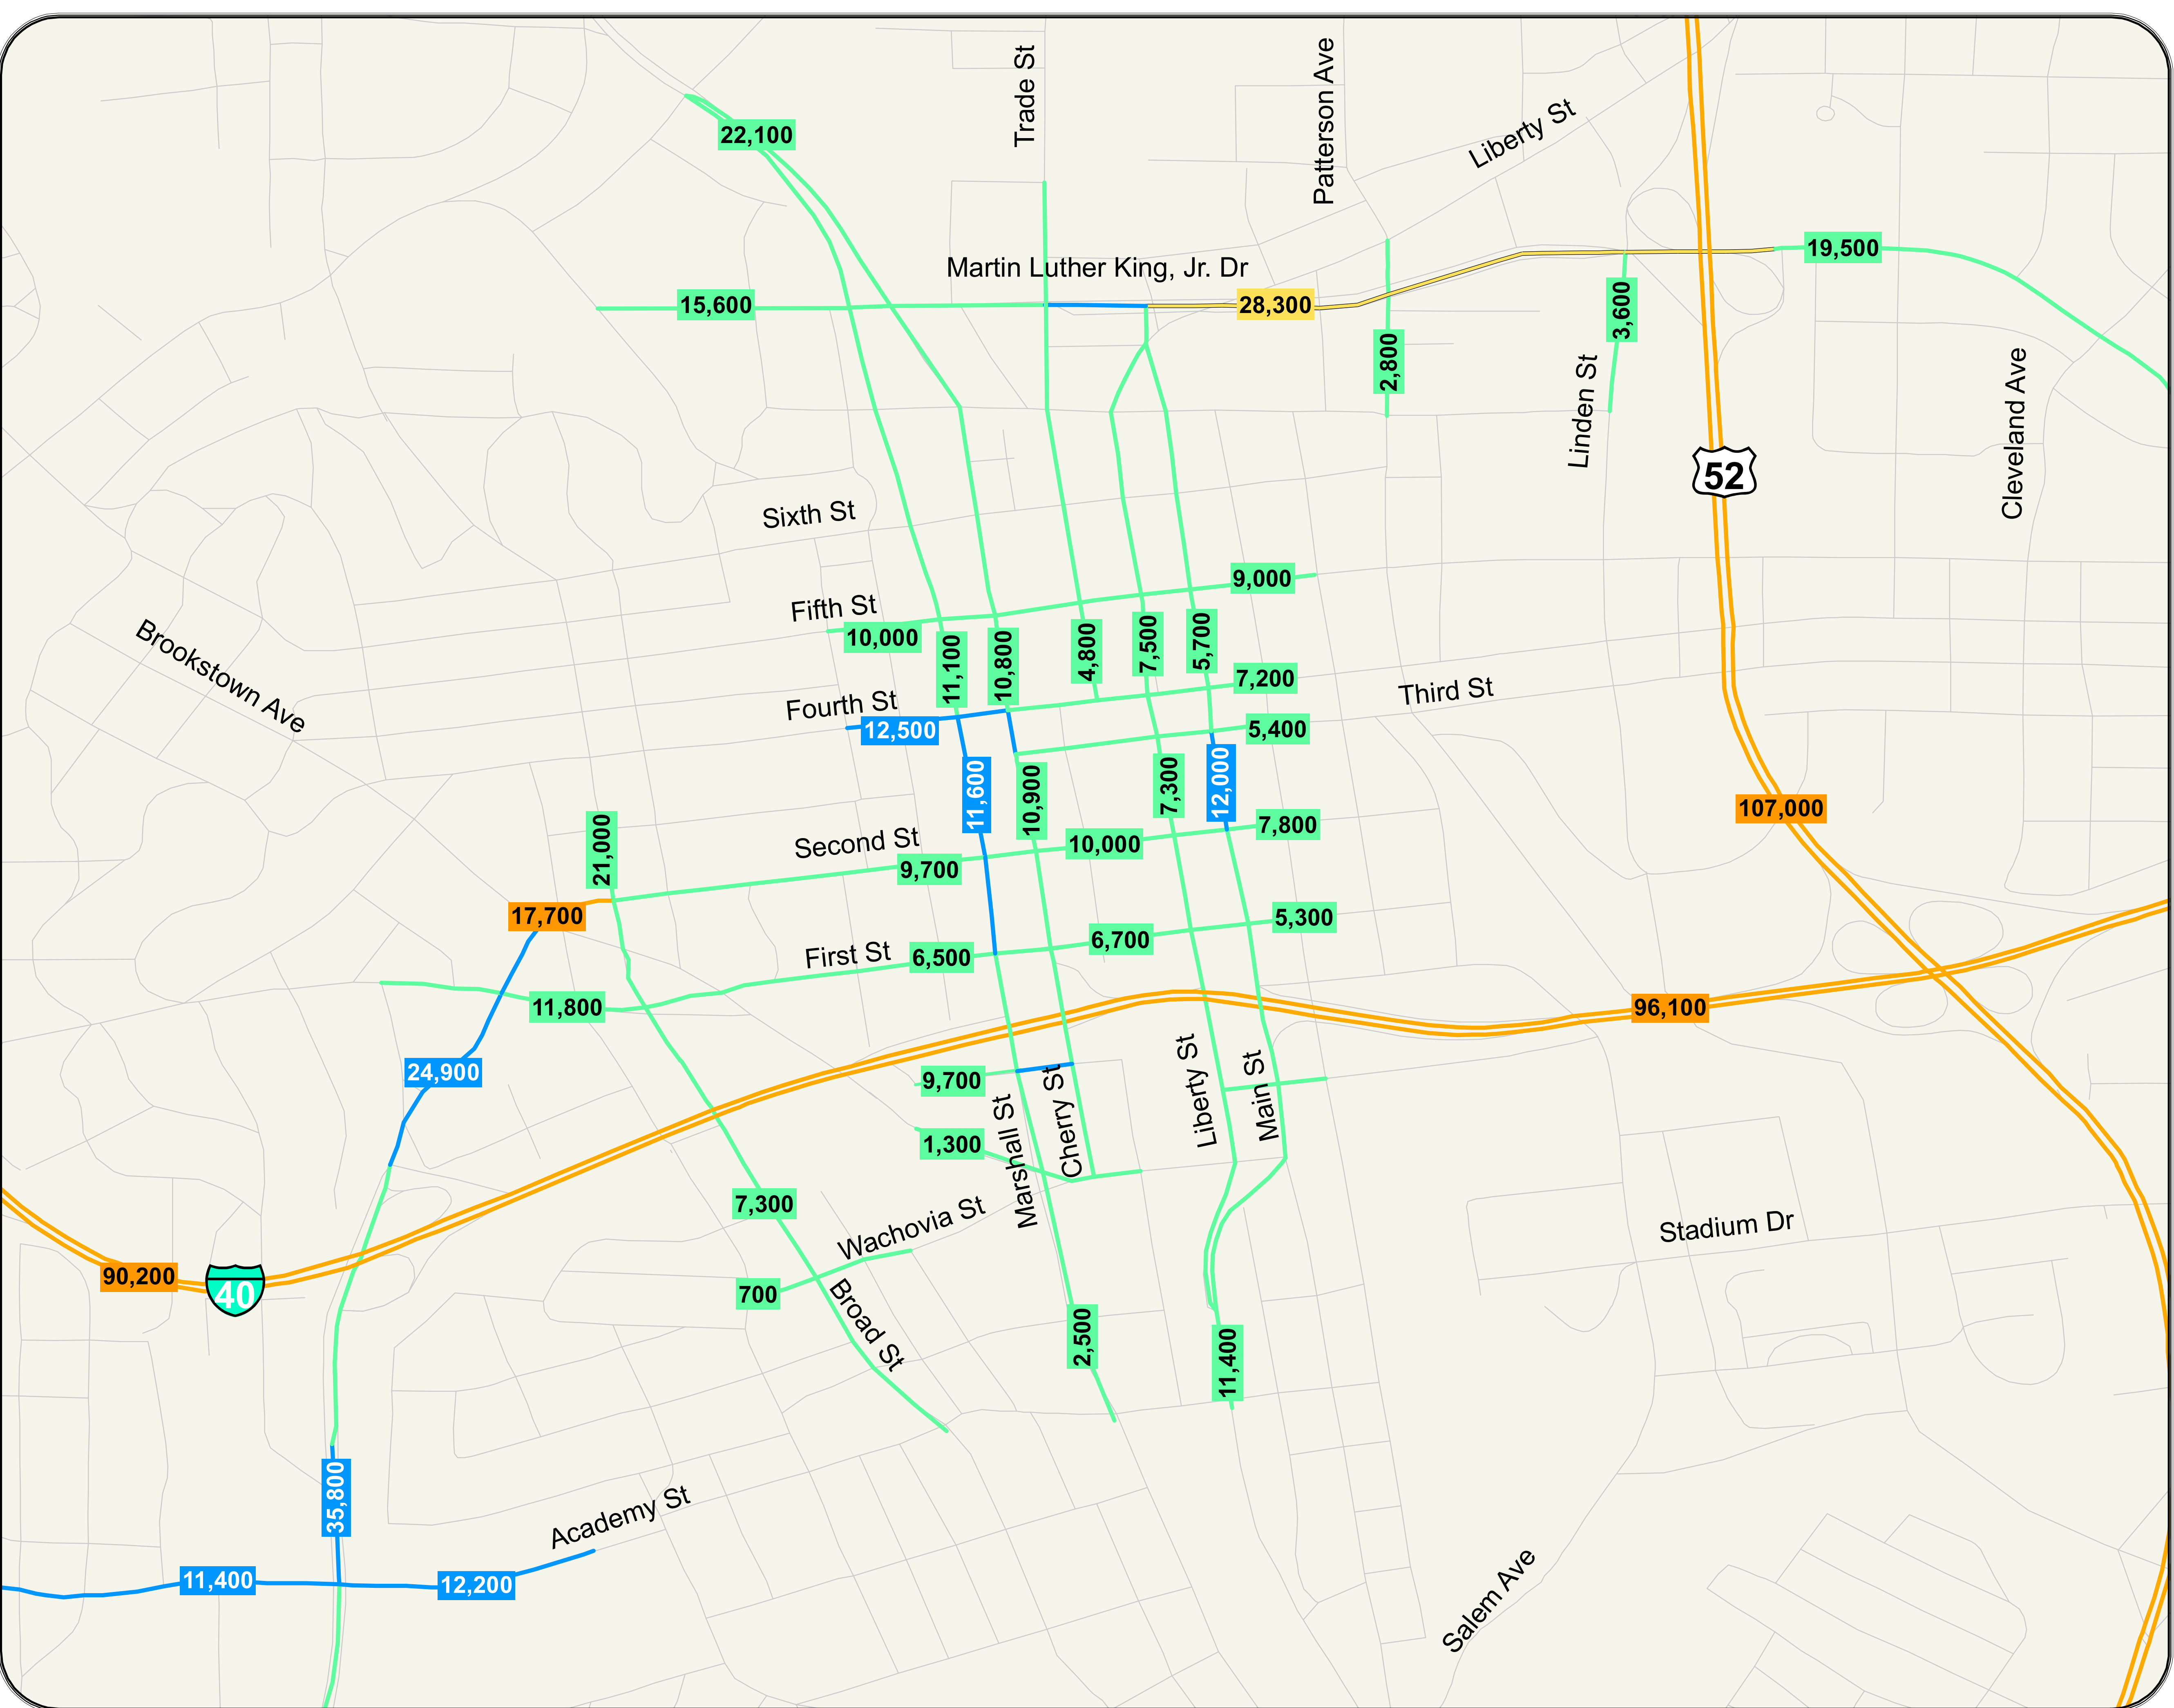 Trade St
Patterson Ave
Liberty St
22,100
Martin Luther King, Jr. Dr
19,500
15,600
28,300
3,600
2,800
Linden St
Cleveland Ave
52
Sixth St
Fifth St
9,000
10,000
11,100
10,800
4,800
7,500
5,700
Brookstown Ave
Fourth St
7,200
Third St
12,500
5,400
11,600
10,900
7,300
12,000
107,000
21,000
Second St
10,000
7,800
9,700
17,700
First St
6,500
6,700
5,300
11,800
96,100
24,900
9,700
Liberty St
Main St
1,300
Marshall St
Cherry St
7,300
Wachovia St
Stadium Dr
90,200
40
700
Broad St
2,500
11,400
35,800
Academy St
11,400
12,200
Salem Ave